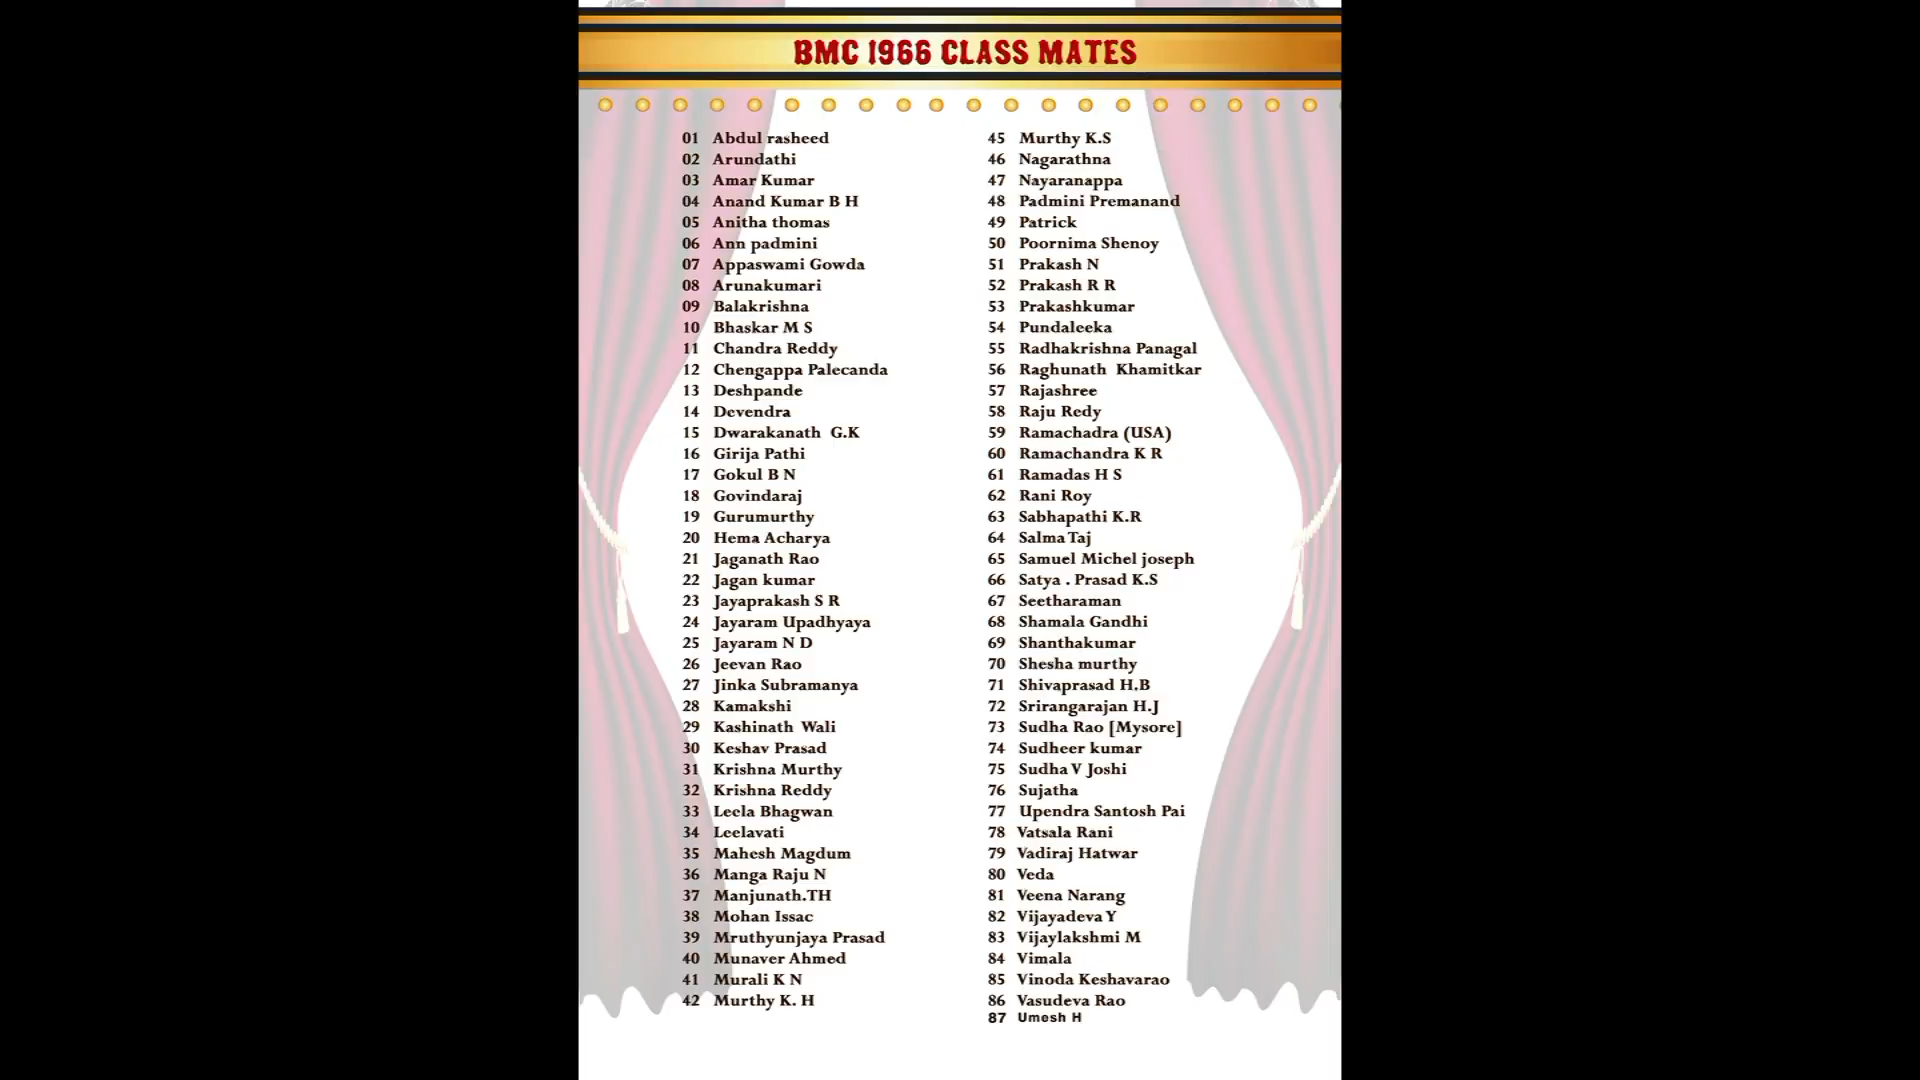 BMC 1966 CLASS MATES
01 Abdul rasheed
02 Arundathi
03 Amar Kumar
04 Anand Kumar B H
05 Anitha thomas
06 Ann padmini
07 Appaswami Gowda
08 Arunakumari
09 Balakrishna
10 Bhaskar M S
11 Chandra Reddy
12 Chengappa Palecanda
13 Deshpande
14 Devendra
15 Dwarakanath G.K
16 Girija Pathi
17 Gokul B N
18 Govindaraj
19 Gurumurthy
20 Hema Acharya
21 Jaganath Rao
22 Jagan kumar
23 Jayaprakash S R
24 Jayaram Upadhyaya
25 Jayaram N D
26 Jeevan Rao
27 Jinka Subramanya
28 Kamakshi
29 Kashinath Wali
30 Keshav Prasad
31 Krishna Murthy
32 Krishna Reddy
33 Leela Bhagwan
34 Leelavati
35 Mahesh Magdum
36 Manga Raju N
37 Manjunath.TH
38 Mohan Issac
39 Mruthyunjaya Prasad
40 Munaver Ahmed
41 Murali K N
42 Murthy K. H
45 Murthy K.S
46 Nagarathna
47 Nayaranappa
48 Padmini Premanand
49 Patrick
50 Poornima Shenoy
51 Prakash N
52 Prakash R R
53 Prakashkumar
54 Pundaleeka
55 Radhakrishna Panagal
56 Raghunath Khamitkar
57 Rajashree
58 Raju Redy
59 Ramachadra (USA)
60 Ramachandra K R
61 Ramadas H S
62 Rani Roy
63 Sabhapathi K.R
64 Salma Taj
65 Samuel Michel joseph
66 Satya . Prasad K.S
67 Seetharaman
68 Shamala Gandhi
69 Shanthakumar
70 Shesha murthy
71 Shivaprasad H.B
72 Srirangarajan H.J
73 Sudha Rao [Mysore]
74 Sudheer kumar
75 Sudha V Joshi
76 Sujatha
77 Upendra Santosh Pai
78 Vatsala Rani
79 Vadiraj Hatwar
80 Veda
81 Veena Narang
82 Vijayadeva Y
83 Vijaylakshmi M
84 Vimala
85 Vinoda Keshavarao
86 Vasudeva Rao
87 Umesh H